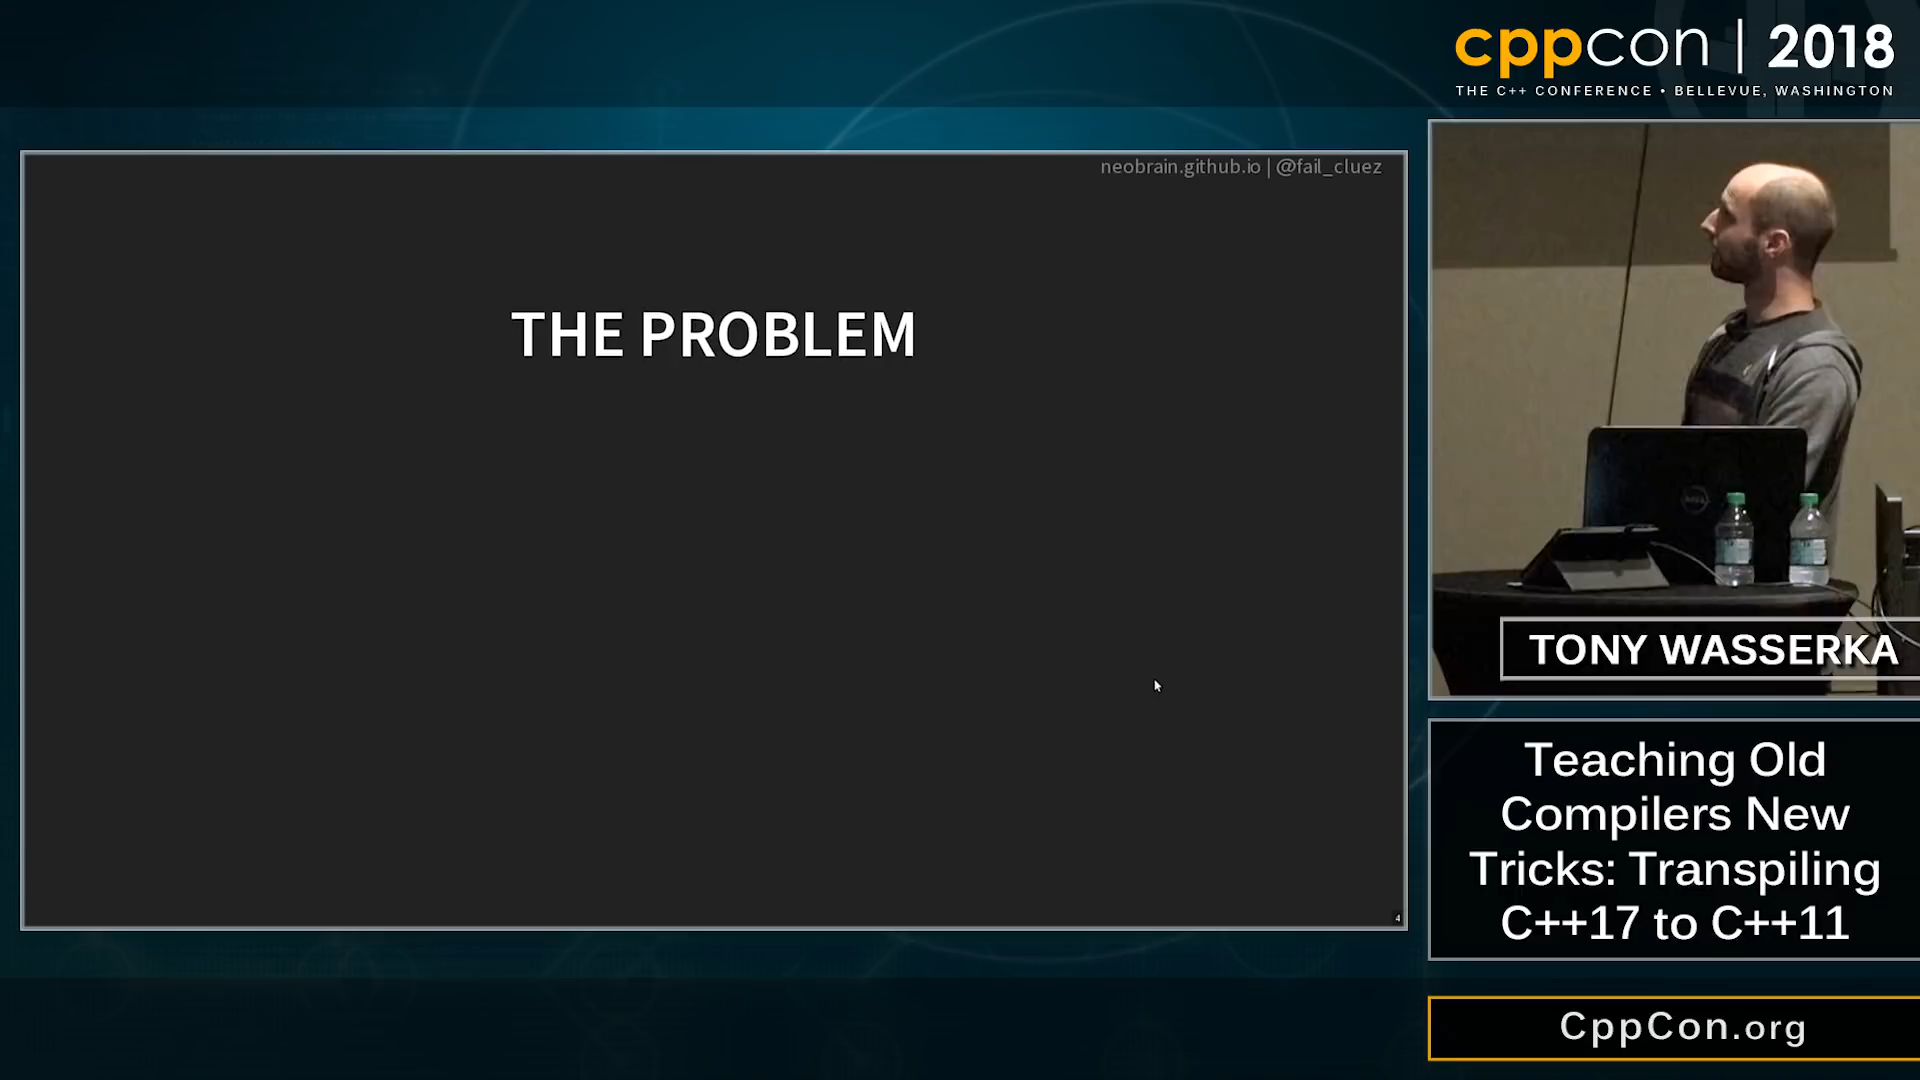 cppcon | 2018
THE C++ CONFERENCE • BELLEVUE, WASHINGTON
neobrain.github.io | @fail_cluez
THE PROBLEM
4
TONY WASSERKA
Teaching Old
Compilers New
Tricks: Transpiling
C++17 to C++11
CppCon.org